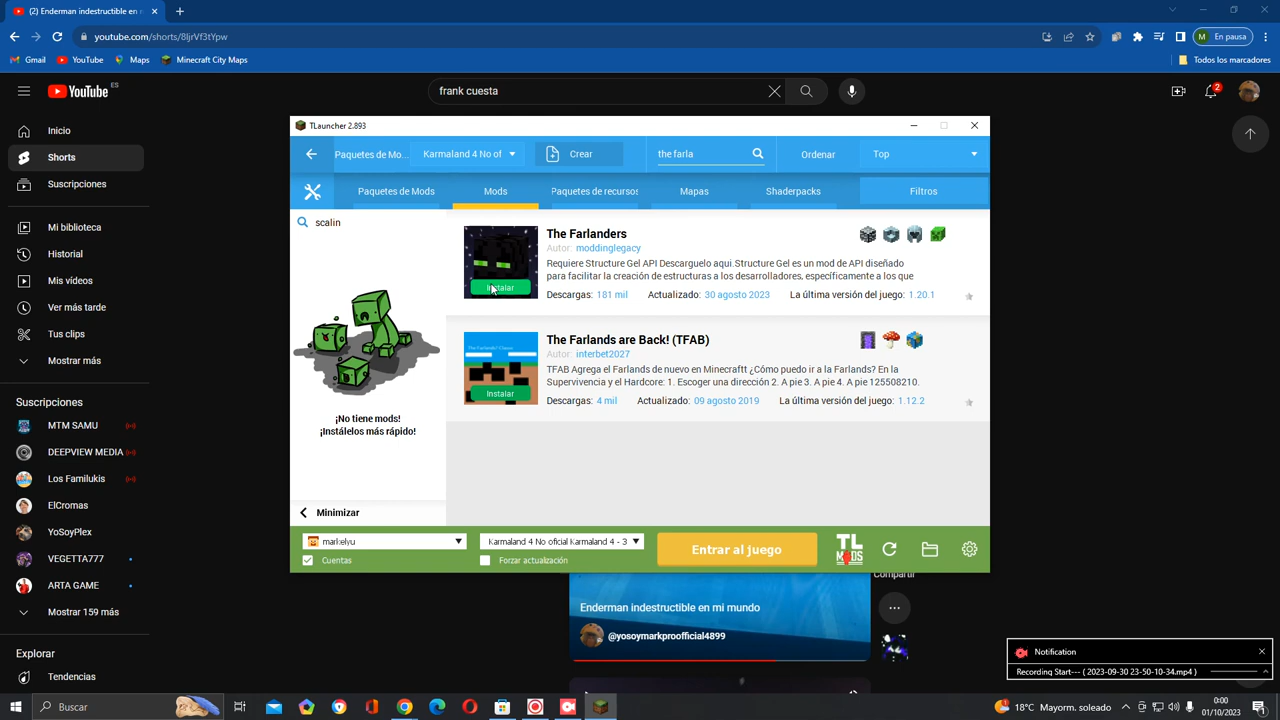 (2) Enderman indestructible en m
youtube.com/shorts/8ljrVf3tYpw
M En pausa
Gmail YouTube Maps Minecraft City Maps Todos los marcadores
YouTube ES
frank cuesta
2
Inicio
Shorts
Suscripciones
Mi biblioteca
Historial
Mis vídeos
Ver más tarde
Tus clips
Mostrar más
Suscripciones
MTM SAMU
DEEPVIEW MEDIA
Los Familukis
ElCromas
YoSoyPlex
VEGETTA777
ARTA GAME
Mostrar 159 más
Explorar
Tendencias
TLauncher 2.893
Paquetes de Mo... Karmaland 4 No of Crear the farla Ordenar Top
Paquetes de Mods Mods Paquetes de recursos Mapas Shaderpacks Filtros
scalin
¡No tiene mods!
¡Instálelos más rápido!
Minimizar
The Farlanders
Autor: moddinglegacy
Requiere Structure Gel API Descarguelo aqui.Structure Gel es un mod de API diseñado
para facilitar la creación de estructuras a los desarrolladores, específicamente a los que
Instalar
Descargas: 181 mil Actualizado: 30 agosto 2023 La última versión del juego: 1.20.1
The Farlands are Back! (TFAB)
Autor: interbet2027
TFAB Agrega el Farlands de nuevo en Minecraftt ¿Cómo puedo ir a la Farlands? En la
Supervivencia y el Hardcore: 1. Escoger una dirección 2. A pie 3. A pie 4. A pie 125508210.
Instalar
Descargas: 4 mil Actualizado: 09 agosto 2019 La última versión del juego: 1.12.2
markelyu Karmaland 4 No oficial Karmaland 4 - 3 Entrar al juego TL MODS
Cuentas Forzar actualización
Compartir
Enderman indestructible en mi mundo
@yosoymarkproofficial4899
Notification
Recording Start--- ( 2023-09-30 23-50-10-34.mp4 )
Buscar
18°C Mayorm. soleado
0:00
01/10/2023
1